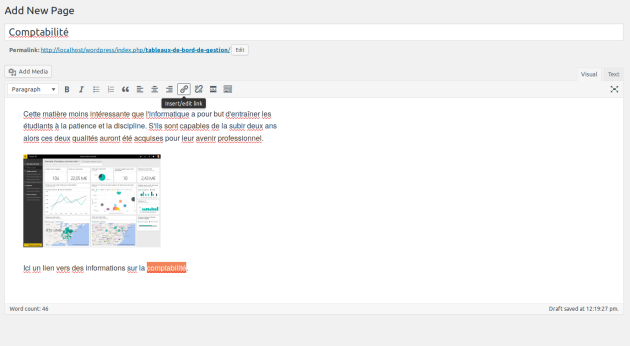 Add New Page
Comptabilité
Permalink: http://localhost/wordpress/index.php/tableaux-de-bord-de-gestion/ Edit
Add Media
Visual Text
Paragraph
Insert/edit link
Cette matière moins intéressante que l'informatique a pour but d'entraîner les
étudiants à la patience et la discipline. S'ils sont capables de la subir deux ans
alors ces deux qualités auront été acquises pour leur avenir professionnel.
Ici un lien vers des informations sur la comptabilité.
Word count: 46
Draft saved at 12:19:27 pm.